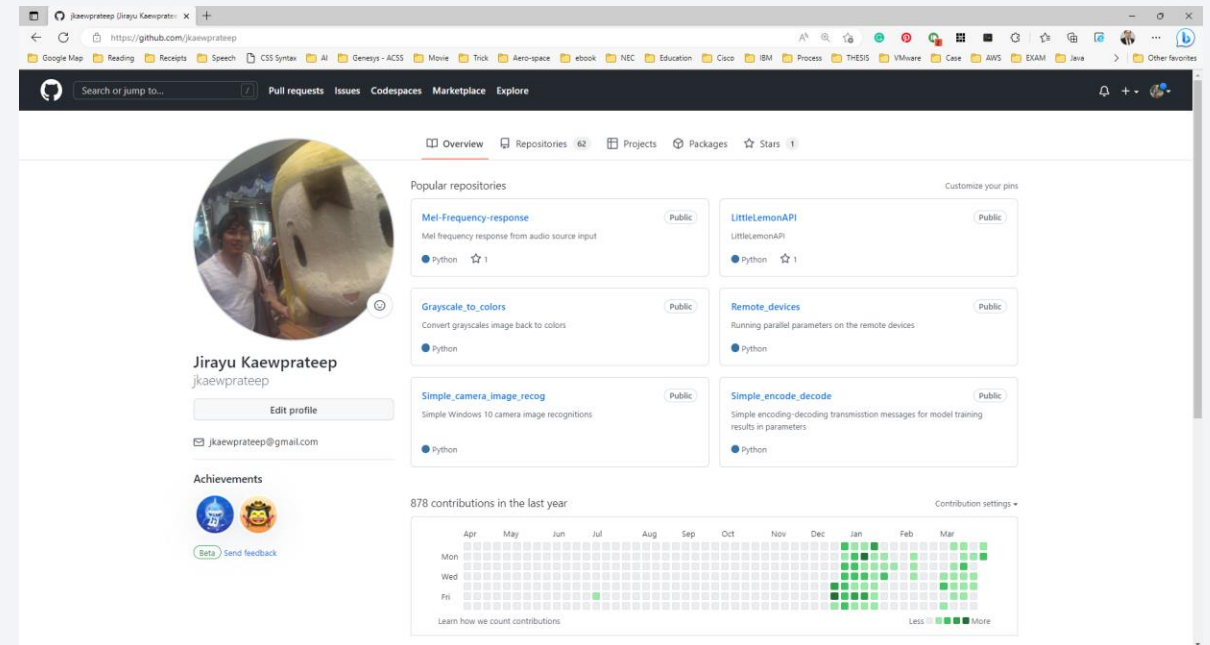 jkaewprateep (Jirayu Kaewpratee
https://github.com/jkaewprateep
Google Map Reading Receipts Speech CSS Syntax AI Genesys - ACSS Movie Trick Aero-space ebook NEC Education Cisco IBM Process THESIS VMware Case AWS EXAM Java Other favorites
Search or jump to... / Pull requests Issues Codespaces Marketplace Explore
Overview Repositories 62 Projects Packages Stars 1
Popular repositories Customize your pins
Mel-Frequency-response Public
Mel frequency response from audio source input
Python 1
LittleLemonAPI Public
LittleLemonAPI
Python 1
Grayscale_to_colors Public
Convert grayscales image back to colors
Python
Remote_devices Public
Running parallel parameters on the remote devices
Python
Simple_camera_image_recog Public
Simple Windows 10 camera image recognitions
Python
Simple_encode_decode Public
Simple encoding-decoding transmisstion messages for model training
results in parameters
Python
Jirayu Kaewprateep
jkaewprateep
Edit profile
jkaewprateep@gmail.com
Achievements
Beta Send feedback
878 contributions in the last year Contribution settings
Apr May Jun Jul Aug Sep Oct Nov Dec Jan Feb Mar
Mon
Wed
Fri
Learn how we count contributions Less More